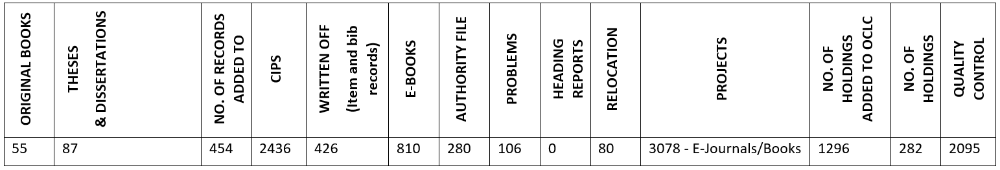 ORIGINAL BOOKS
THESES
& DISSERTATIONS
NO. OF RECORDS
ADDED TO
CIPS
WRITTEN OFF
(Item and bib
records)
E-BOOKS
AUTHORITY FILE
PROBLEMS
HEADING
REPORTS
RELOCATION
PROJECTS
NO. OF
HOLDINGS
ADDED TO OCLC
NO. OF
HOLDINGS
QUALITY
CONTROL
55
87
454
2436
426
810
280
106
0
80
3078 - E-Journals/Books
1296
282
2095